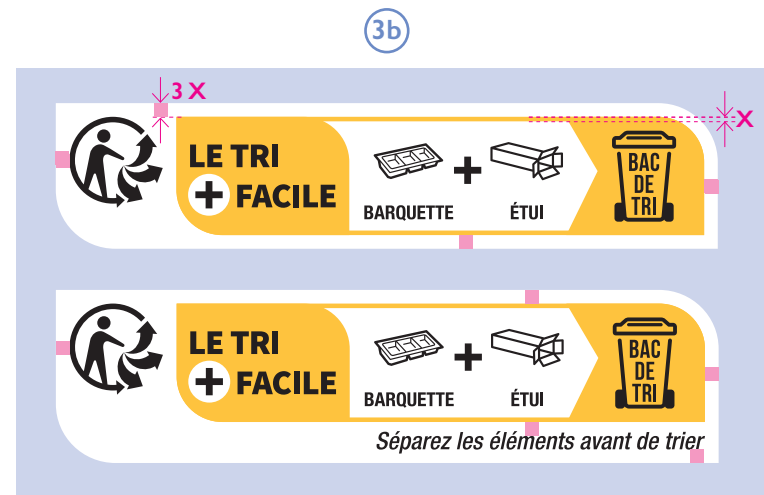 3b
3 X
X
LE TRI
+ FACILE
BARQUETTE + ÉTUI
BAC
DE
TRI
LE TRI
+ FACILE
BARQUETTE + ÉTUI
BAC
DE
TRI
Séparez les éléments avant de trier